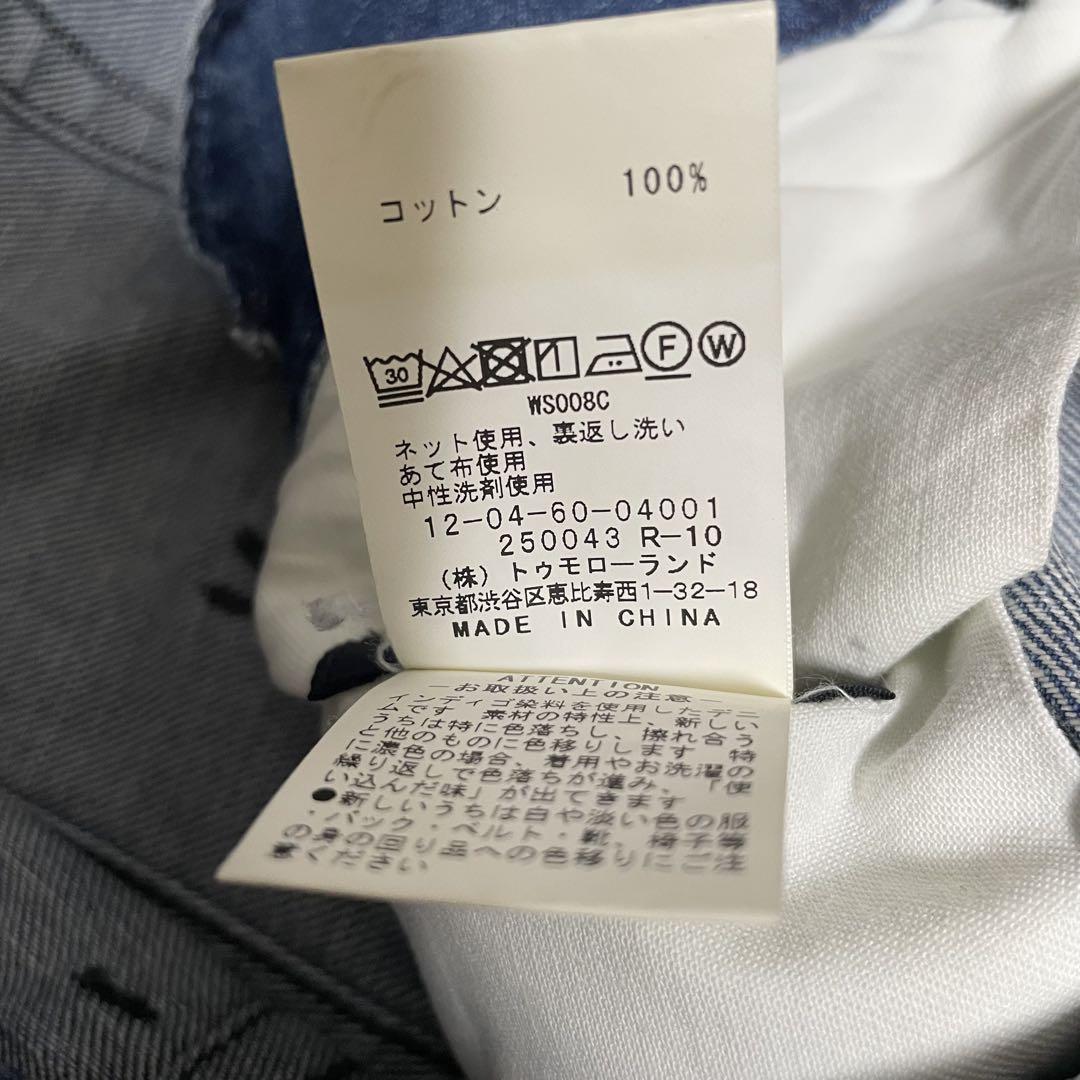 コットン 100%
30 F W
WS008C
ネット使用、裏返し洗い
あて布使用
中性洗剤使用
12-04-60-04001
250043 R-10
(株)トゥモローランド
東京都渋谷区恵比寿西1-32-18
MADE IN CHINA
ATTENTION
―お取扱い上の注意―
インディゴ染料を使用したデニ
ムです 素材の特性上、新しい
うちは特に色落ちし、擦れ合う
と他のものに色移りします 特
に濃色の場合、着用やお洗濯の
繰り返しで色落ちが進み、「使
い込んだ味」が出てきます
●新しいうちは白や淡い色の服
・バック・ベルト・靴、椅子等
の身の回り品への色移りにご注
意ください